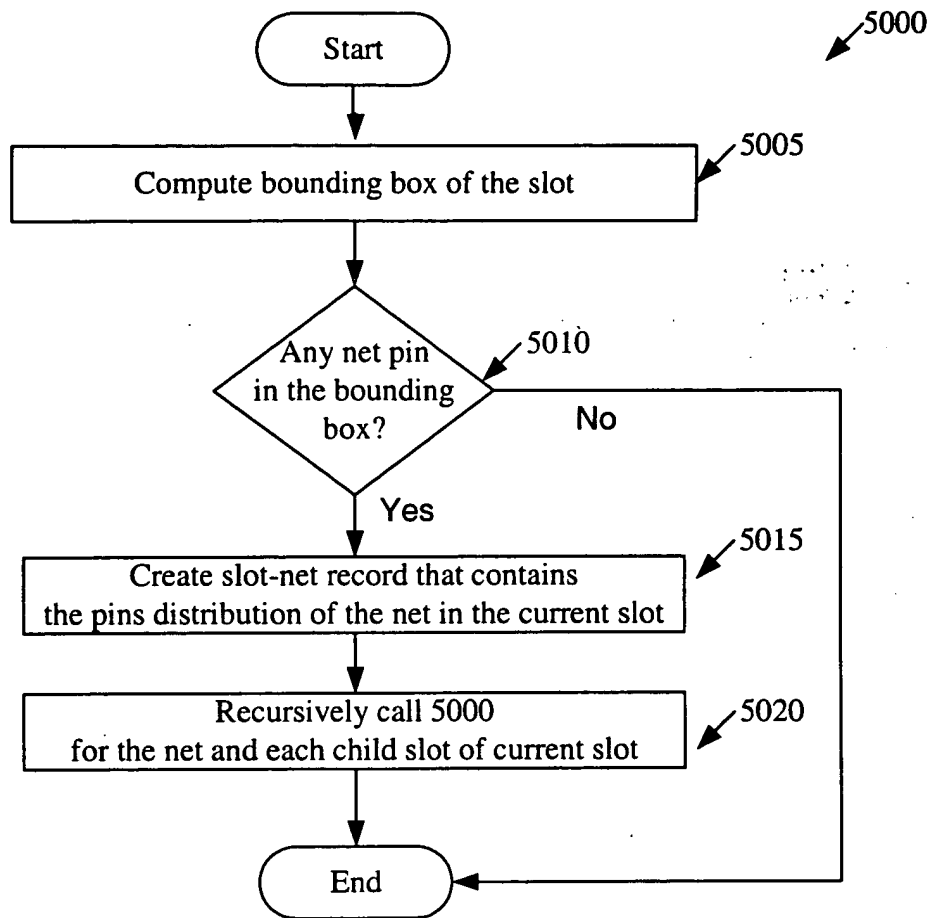 Start
5000
5005
Compute bounding box of the slot
5010
Any net pin
in the bounding
box?
No
Yes
5015
Create slot-net record that contains
the pins distribution of the net in the current slot
5020
Recursively call 5000
for the net and each child slot of current slot
End